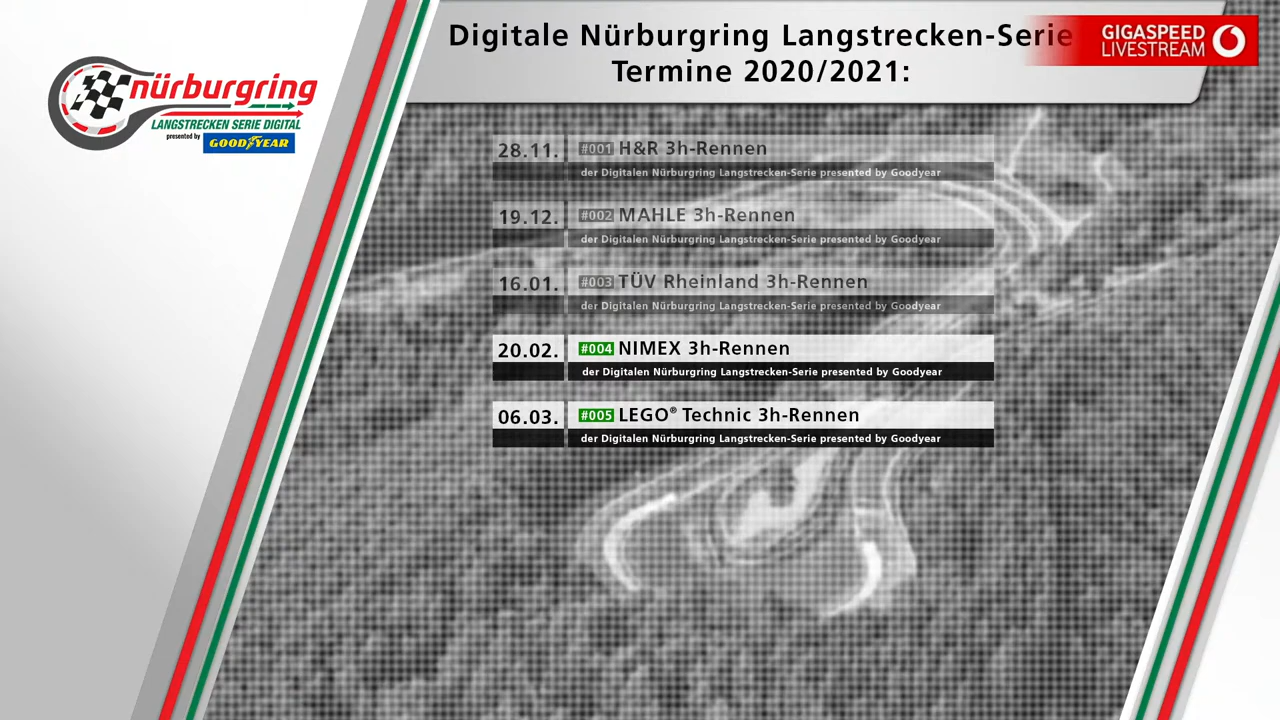 Digitale Nürburgring Langstrecken-Serie
Termine 2020/2021:
GIGASPEED
LIVESTREAM
nürburgring
LANGSTRECKEN SERIE DIGITAL
presented by GOODYEAR
28.11. #001 H&R 3h-Rennen
der Digitalen Nürburgring Langstrecken-Serie presented by Goodyear
19.12. #002 MAHLE 3h-Rennen
der Digitalen Nürburgring Langstrecken-Serie presented by Goodyear
16.01. #003 TÜV Rheinland 3h-Rennen
der Digitalen Nürburgring Langstrecken-Serie presented by Goodyear
20.02. #004 NIMEX 3h-Rennen
der Digitalen Nürburgring Langstrecken-Serie presented by Goodyear
06.03. #005 LEGO® Technic 3h-Rennen
der Digitalen Nürburgring Langstrecken-Serie presented by Goodyear